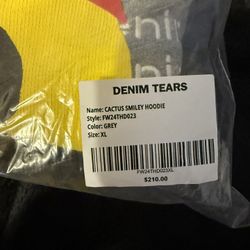 DENIM TEARS
Name: CACTUS SMILEY HOODIE
Style: FW24THD023
Color: GREY
Size: XL
FW24THD023XL
$210.00